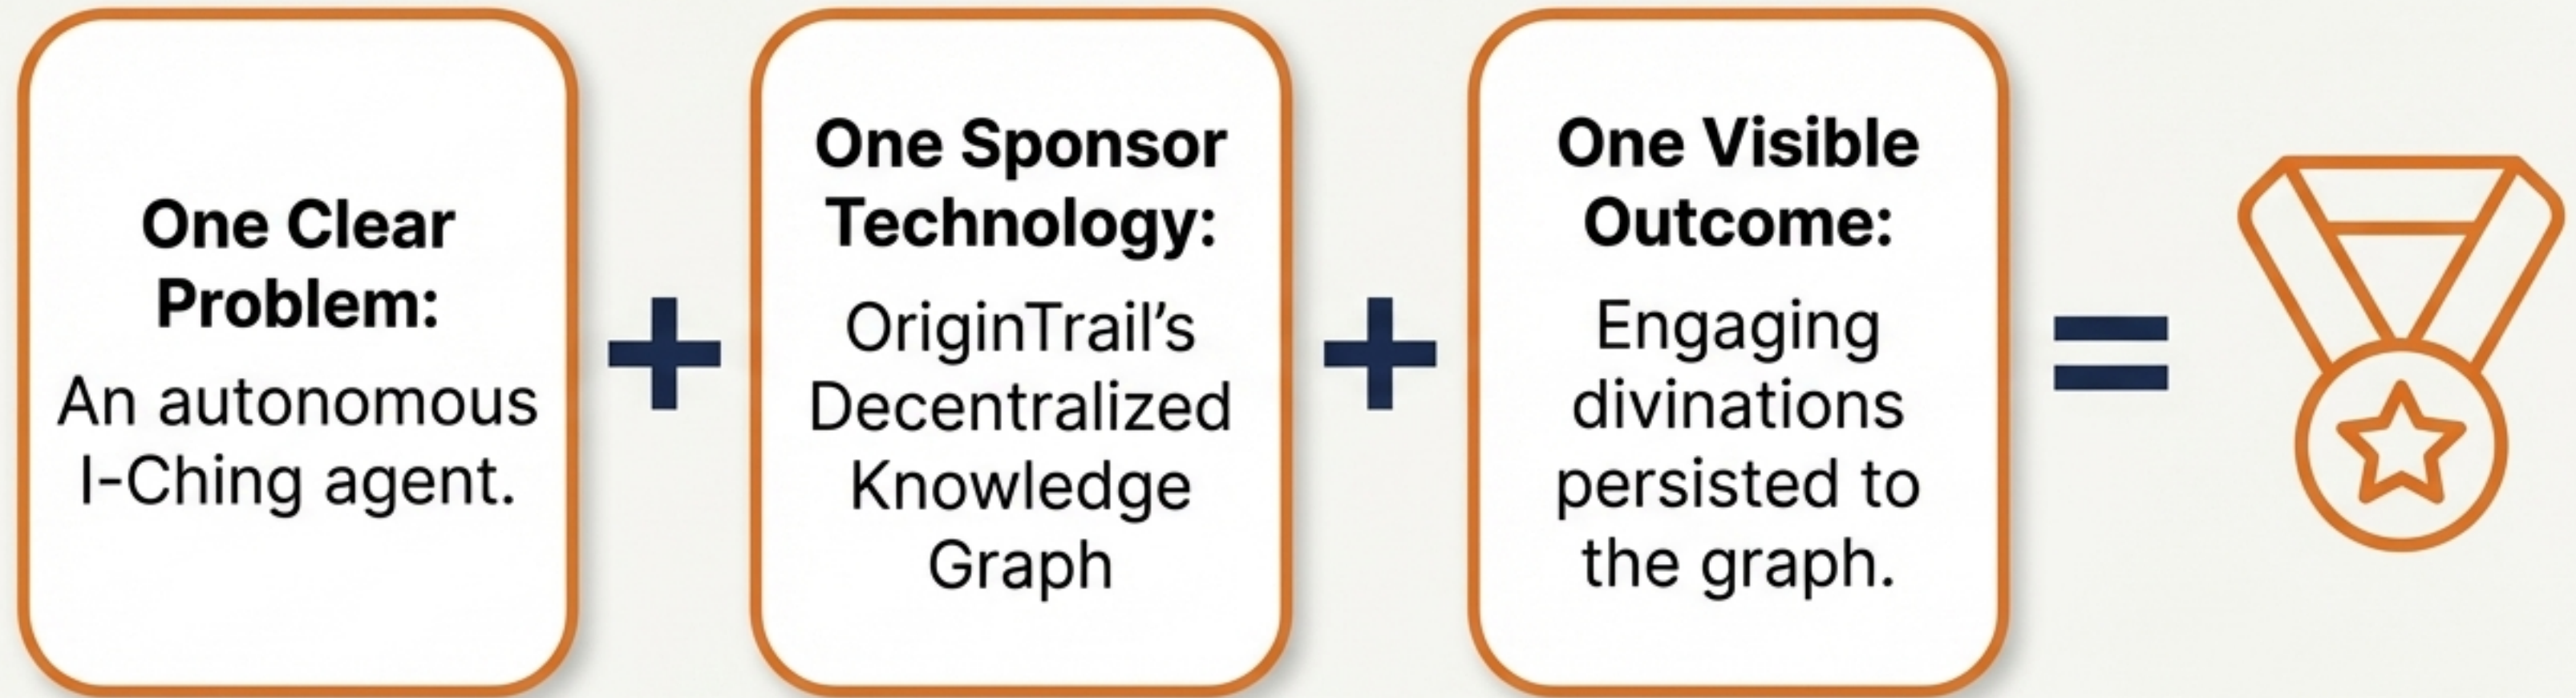 One Clear
Problem:
An autonomous
I-Ching agent.
+
One Sponsor
Technology:
OriginTrail’s
Decentralized
Knowledge
Graph
+
One Visible
Outcome:
Engaging
divinations
persisted to
the graph.
=